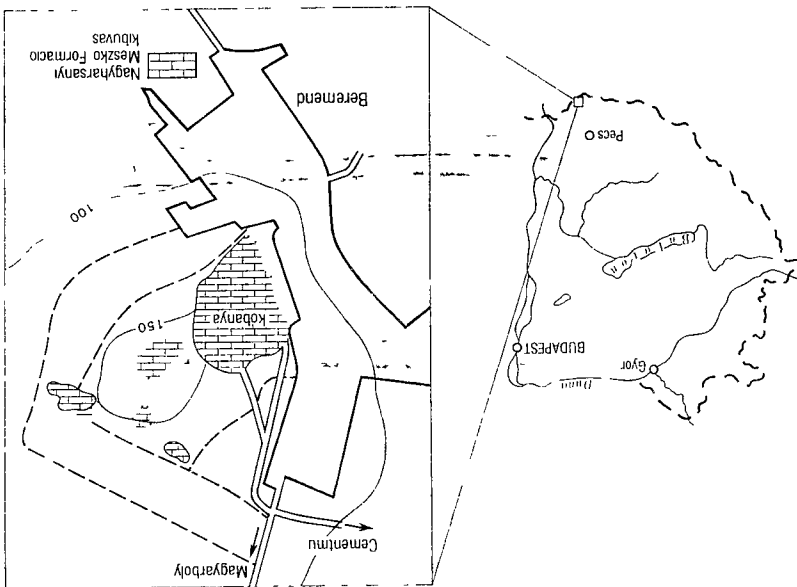 Magyarboly
Cementmu
kobanya
150
100
Beremend
Nagyharsanyi
Meszko Formacio
kibuvas
Duna
Gyor
BUDAPEST
Pecs